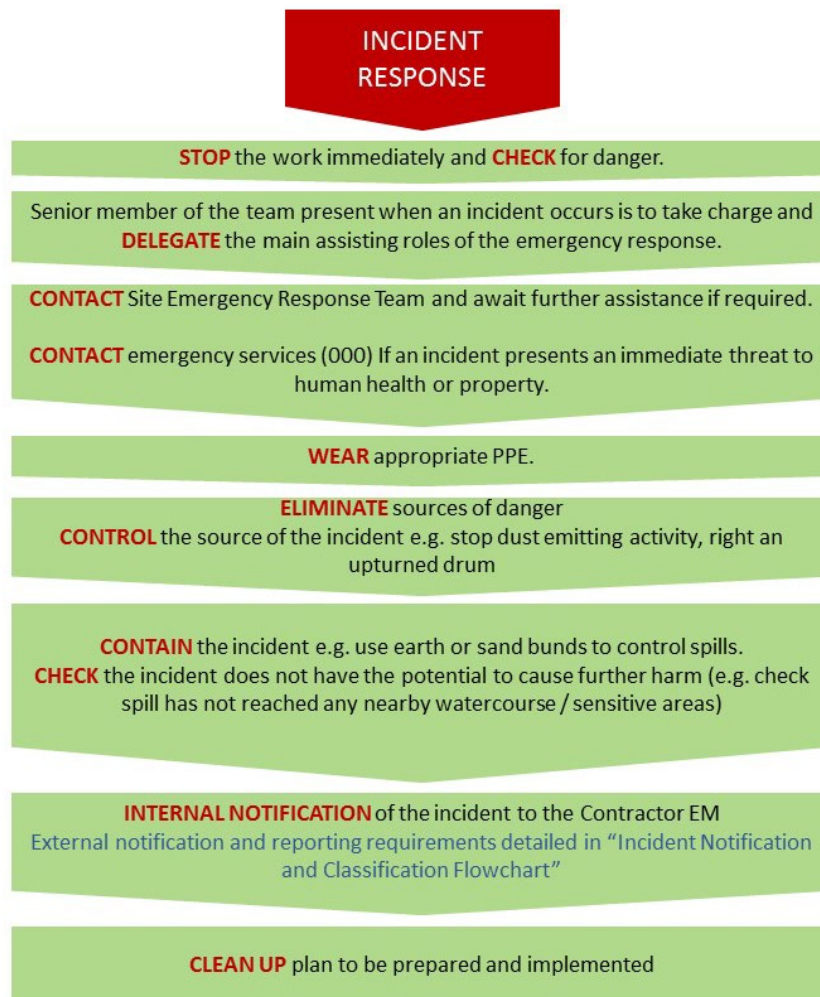 INCIDENT
RESPONSE
STOP the work immediately and CHECK for danger.
Senior member of the team present when an incident occurs is to take charge and
DELEGATE the main assisting roles of the emergency response.
CONTACT Site Emergency Response Team and await further assistance if required.
CONTACT emergency services (000) If an incident presents an immediate threat to
human health or property.
WEAR appropriate PPE.
ELIMINATE sources of danger
CONTROL the source of the incident e.g. stop dust emitting activity, right an
upturned drum
CONTAIN the incident e.g. use earth or sand bunds to control spills.
CHECK the incident does not have the potential to cause further harm (e.g. check
spill has not reached any nearby watercourse / sensitive areas)
INTERNAL NOTIFICATION of the incident to the Contractor EM
External notification and reporting requirements detailed in “Incident Notification
and Classification Flowchart”
CLEAN UP plan to be prepared and implemented